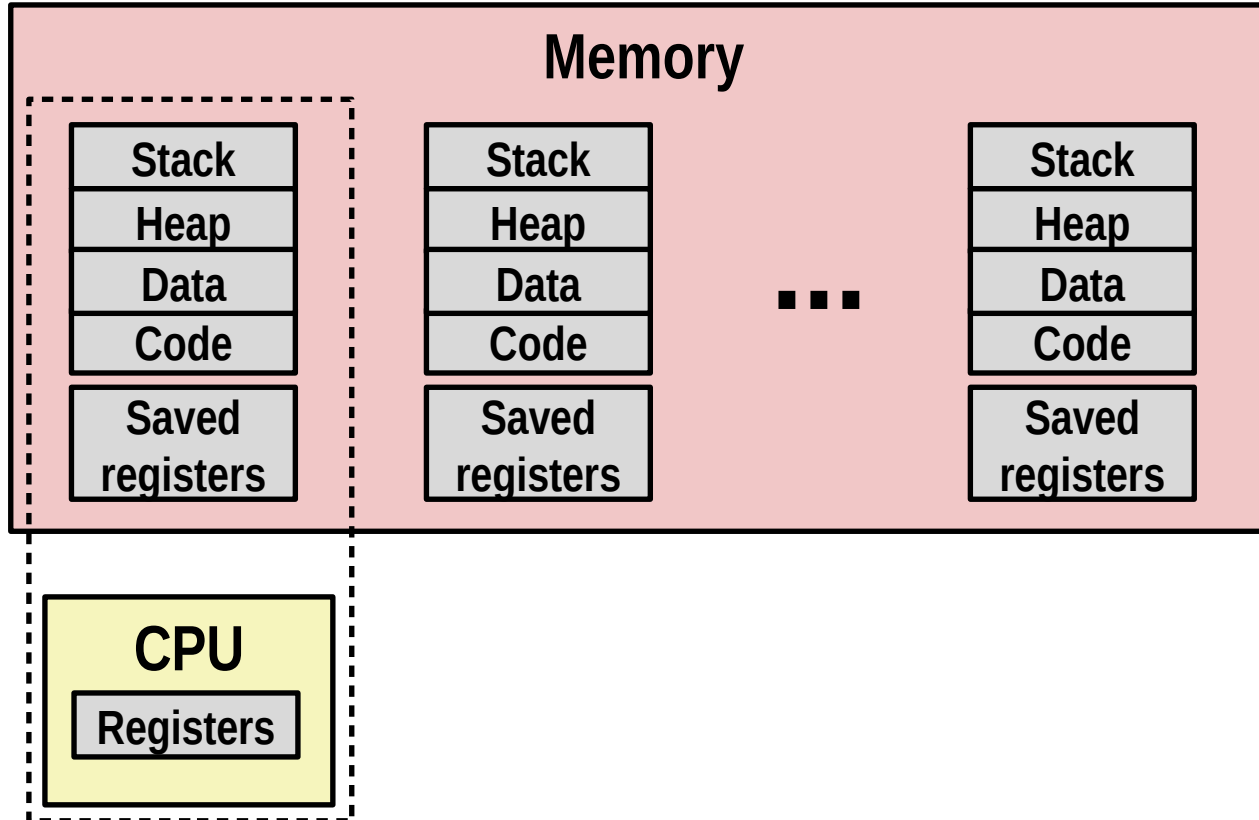 Memory
Stack
Heap
Data
Code
Saved
registers
Stack
Heap
Data
Code
Saved
registers
...
Stack
Heap
Data
Code
Saved
registers
CPU
Registers